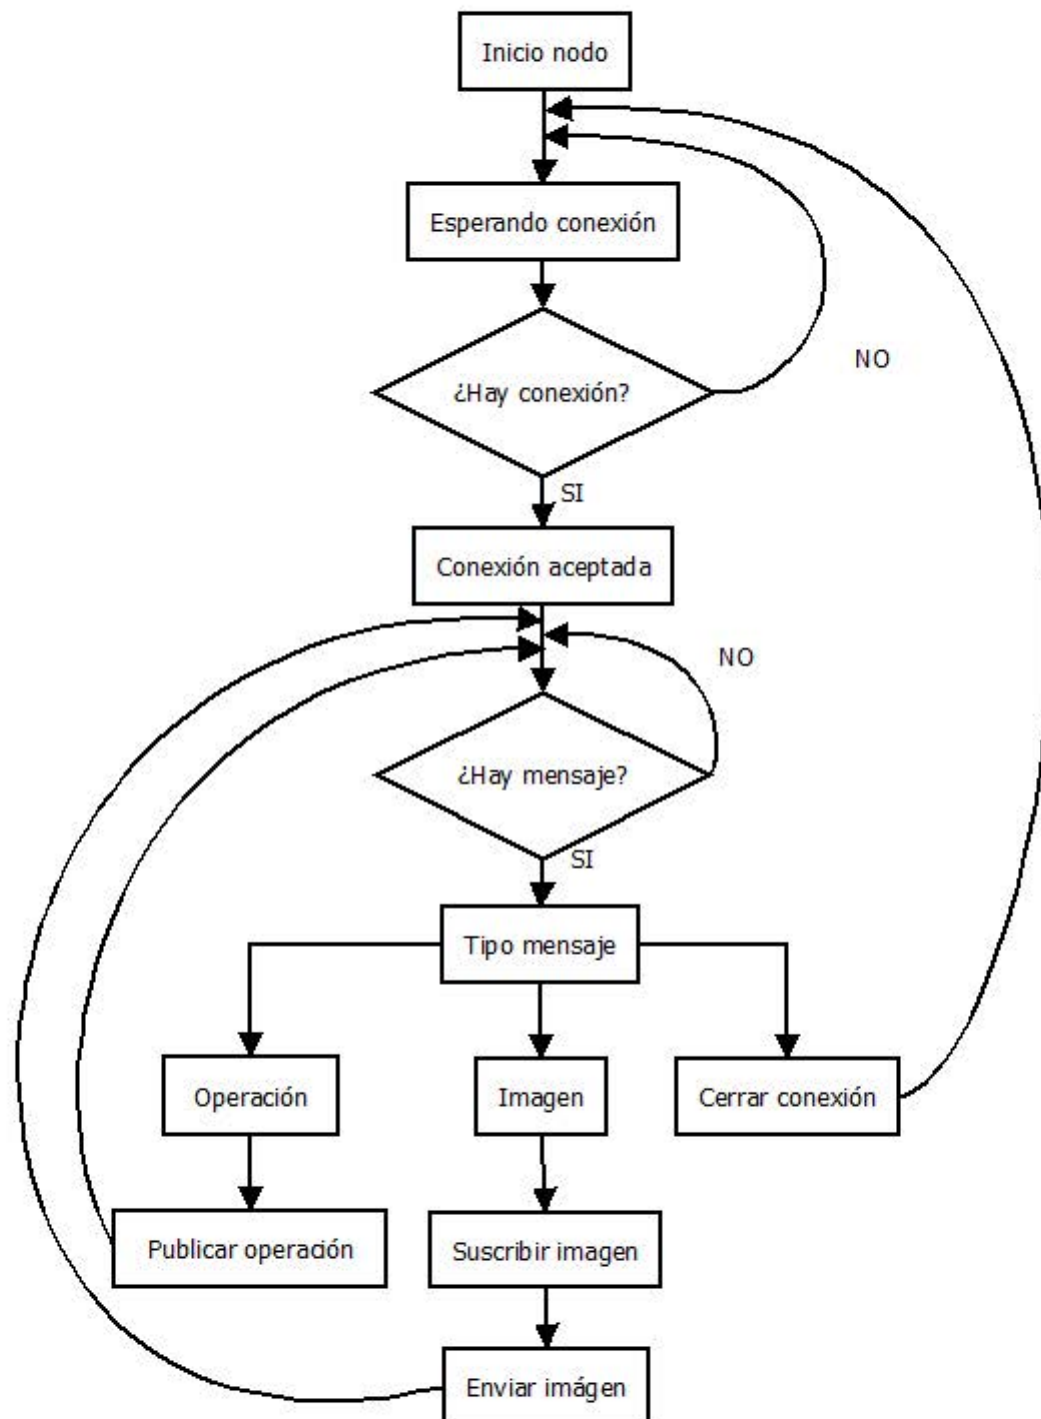 Inicio nodo
Esperando conexión
NO
¿Hay conexión?
SI
Conexión aceptada
NO
¿Hay mensaje?
SI
Tipo mensaje
Operación
Imagen
Cerrar conexión
Publicar operación
Suscribir imagen
Enviar imágen